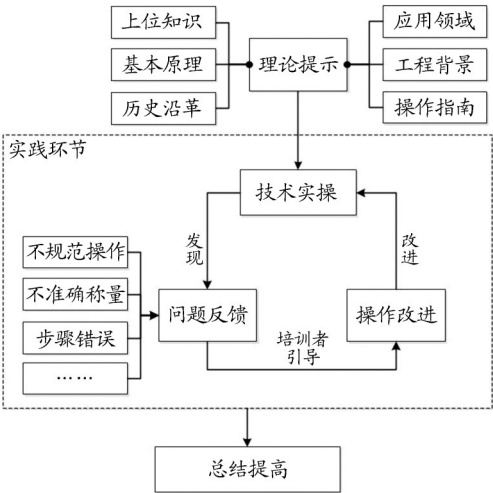 上位知识
基本原理
历史沿革
理论提示
应用领域
工程背景
操作指南
实践环节
技术实操
发现
改进
不规范操作
不准确称量
步骤错误
……
问题反馈
操作改进
培训者
引导
总结提高